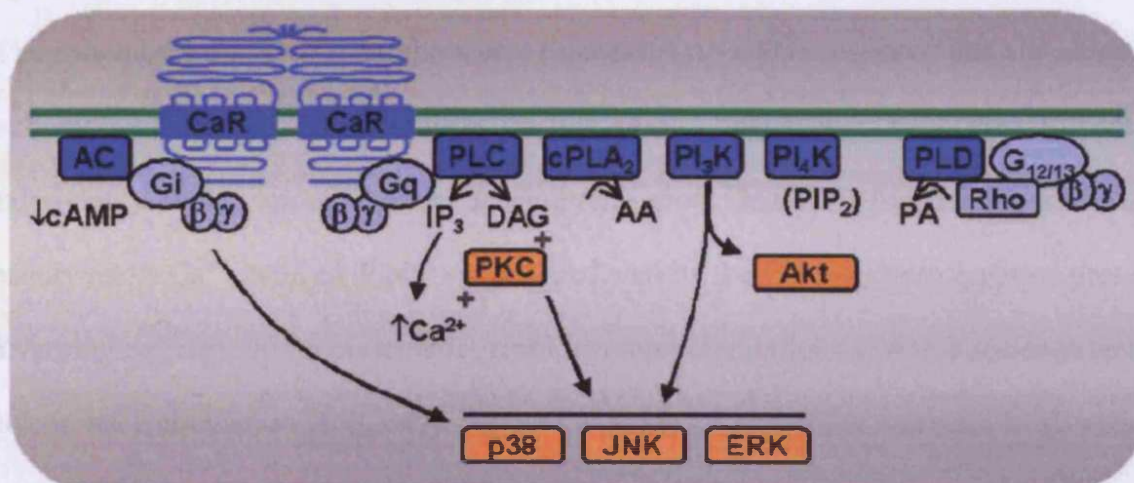 CaR CaR
AC PLC cPLA₂ PI₃K PI₄K PLD G₁₂/₁₃
Gi Gq Rho
β γ β γ β γ
↓cAMP IP₃ DAG AA (PIP₂) PA
+
PKC Akt
+
↑Ca²⁺
p38 JNK ERK